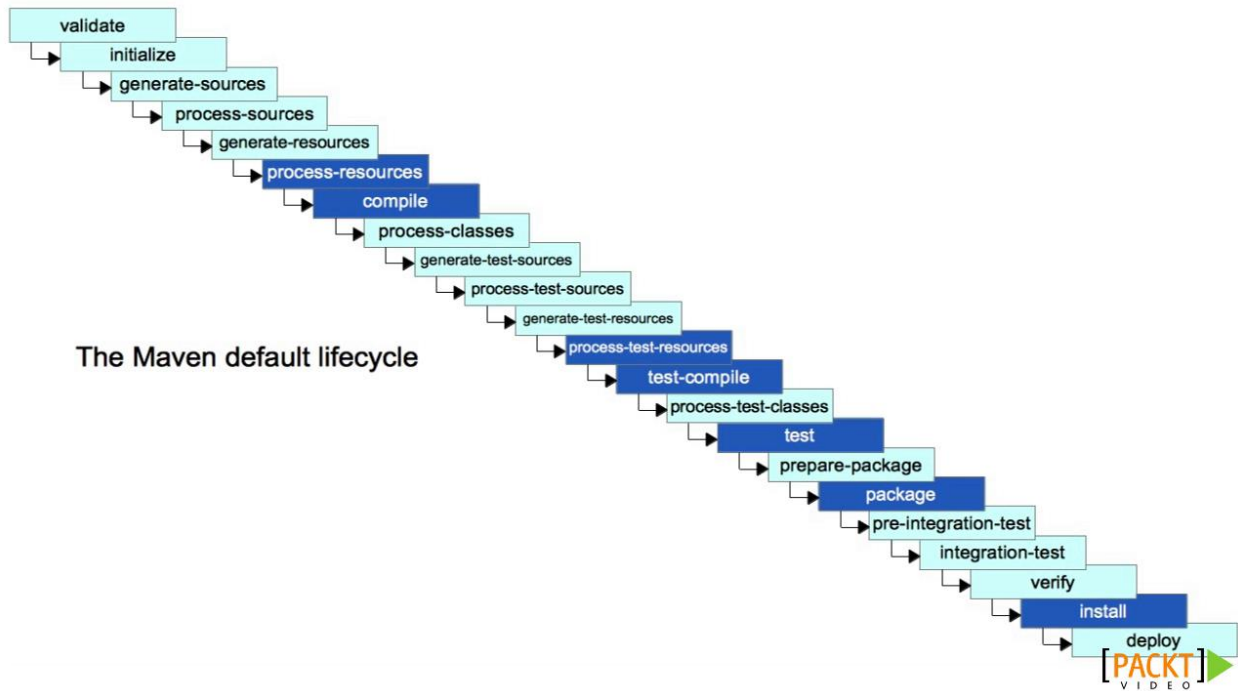 validate
initialize
generate-sources
process-sources
generate-resources
process-resources
compile
process-classes
generate-test-sources
process-test-sources
generate-test-resources
process-test-resources
The Maven default lifecycle
test-compile
process-test-classes
test
prepare-package
package
pre-integration-test
integration-test
verify
install
deploy
[PACKT]
VIDEO